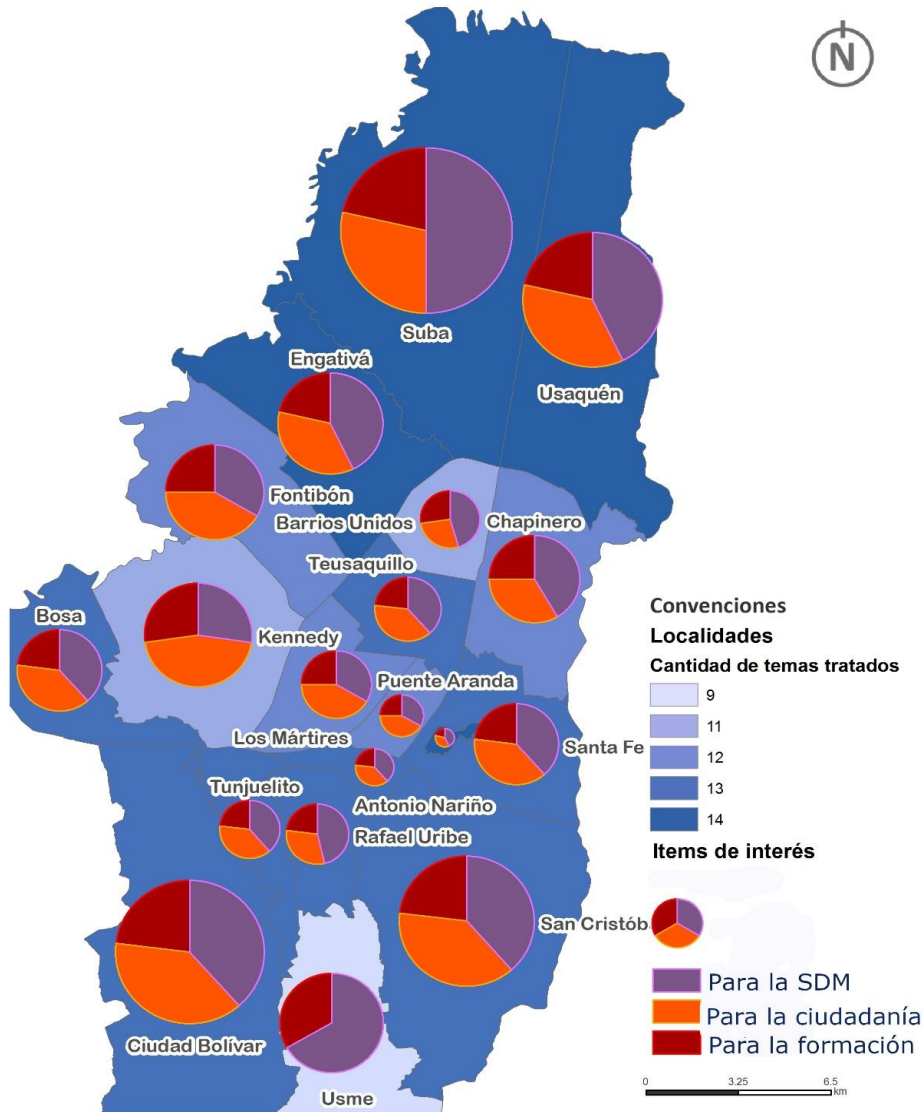 N
Suba
Usaquén
Engativá
Fontibón
Barrios Unidos
Chapinero
Teusaquillo
Bosa
Kennedy
Puente Aranda
Los Mártires
Santa Fe
Tunjuelito
Antonio Nariño
Rafael Uribe
San Cristób
Ciudad Bolívar
Usme
Convenciones
Localidades
Cantidad de temas tratados
9
11
12
13
14
Items de interés
Para la SDM
Para la ciudadanía
Para la formación
0 3.25 6.5
km